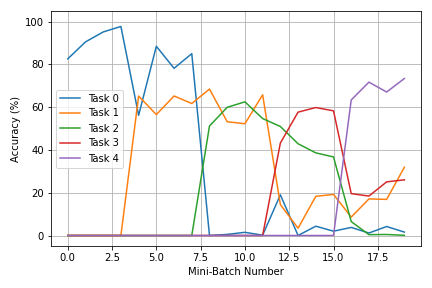 100
80
60
40
20
0
Accuracy (%)
Task 0
Task 1
Task 2
Task 3
Task 4
0.0 2.5 5.0 7.5 10.0 12.5 15.0 17.5
Mini-Batch Number